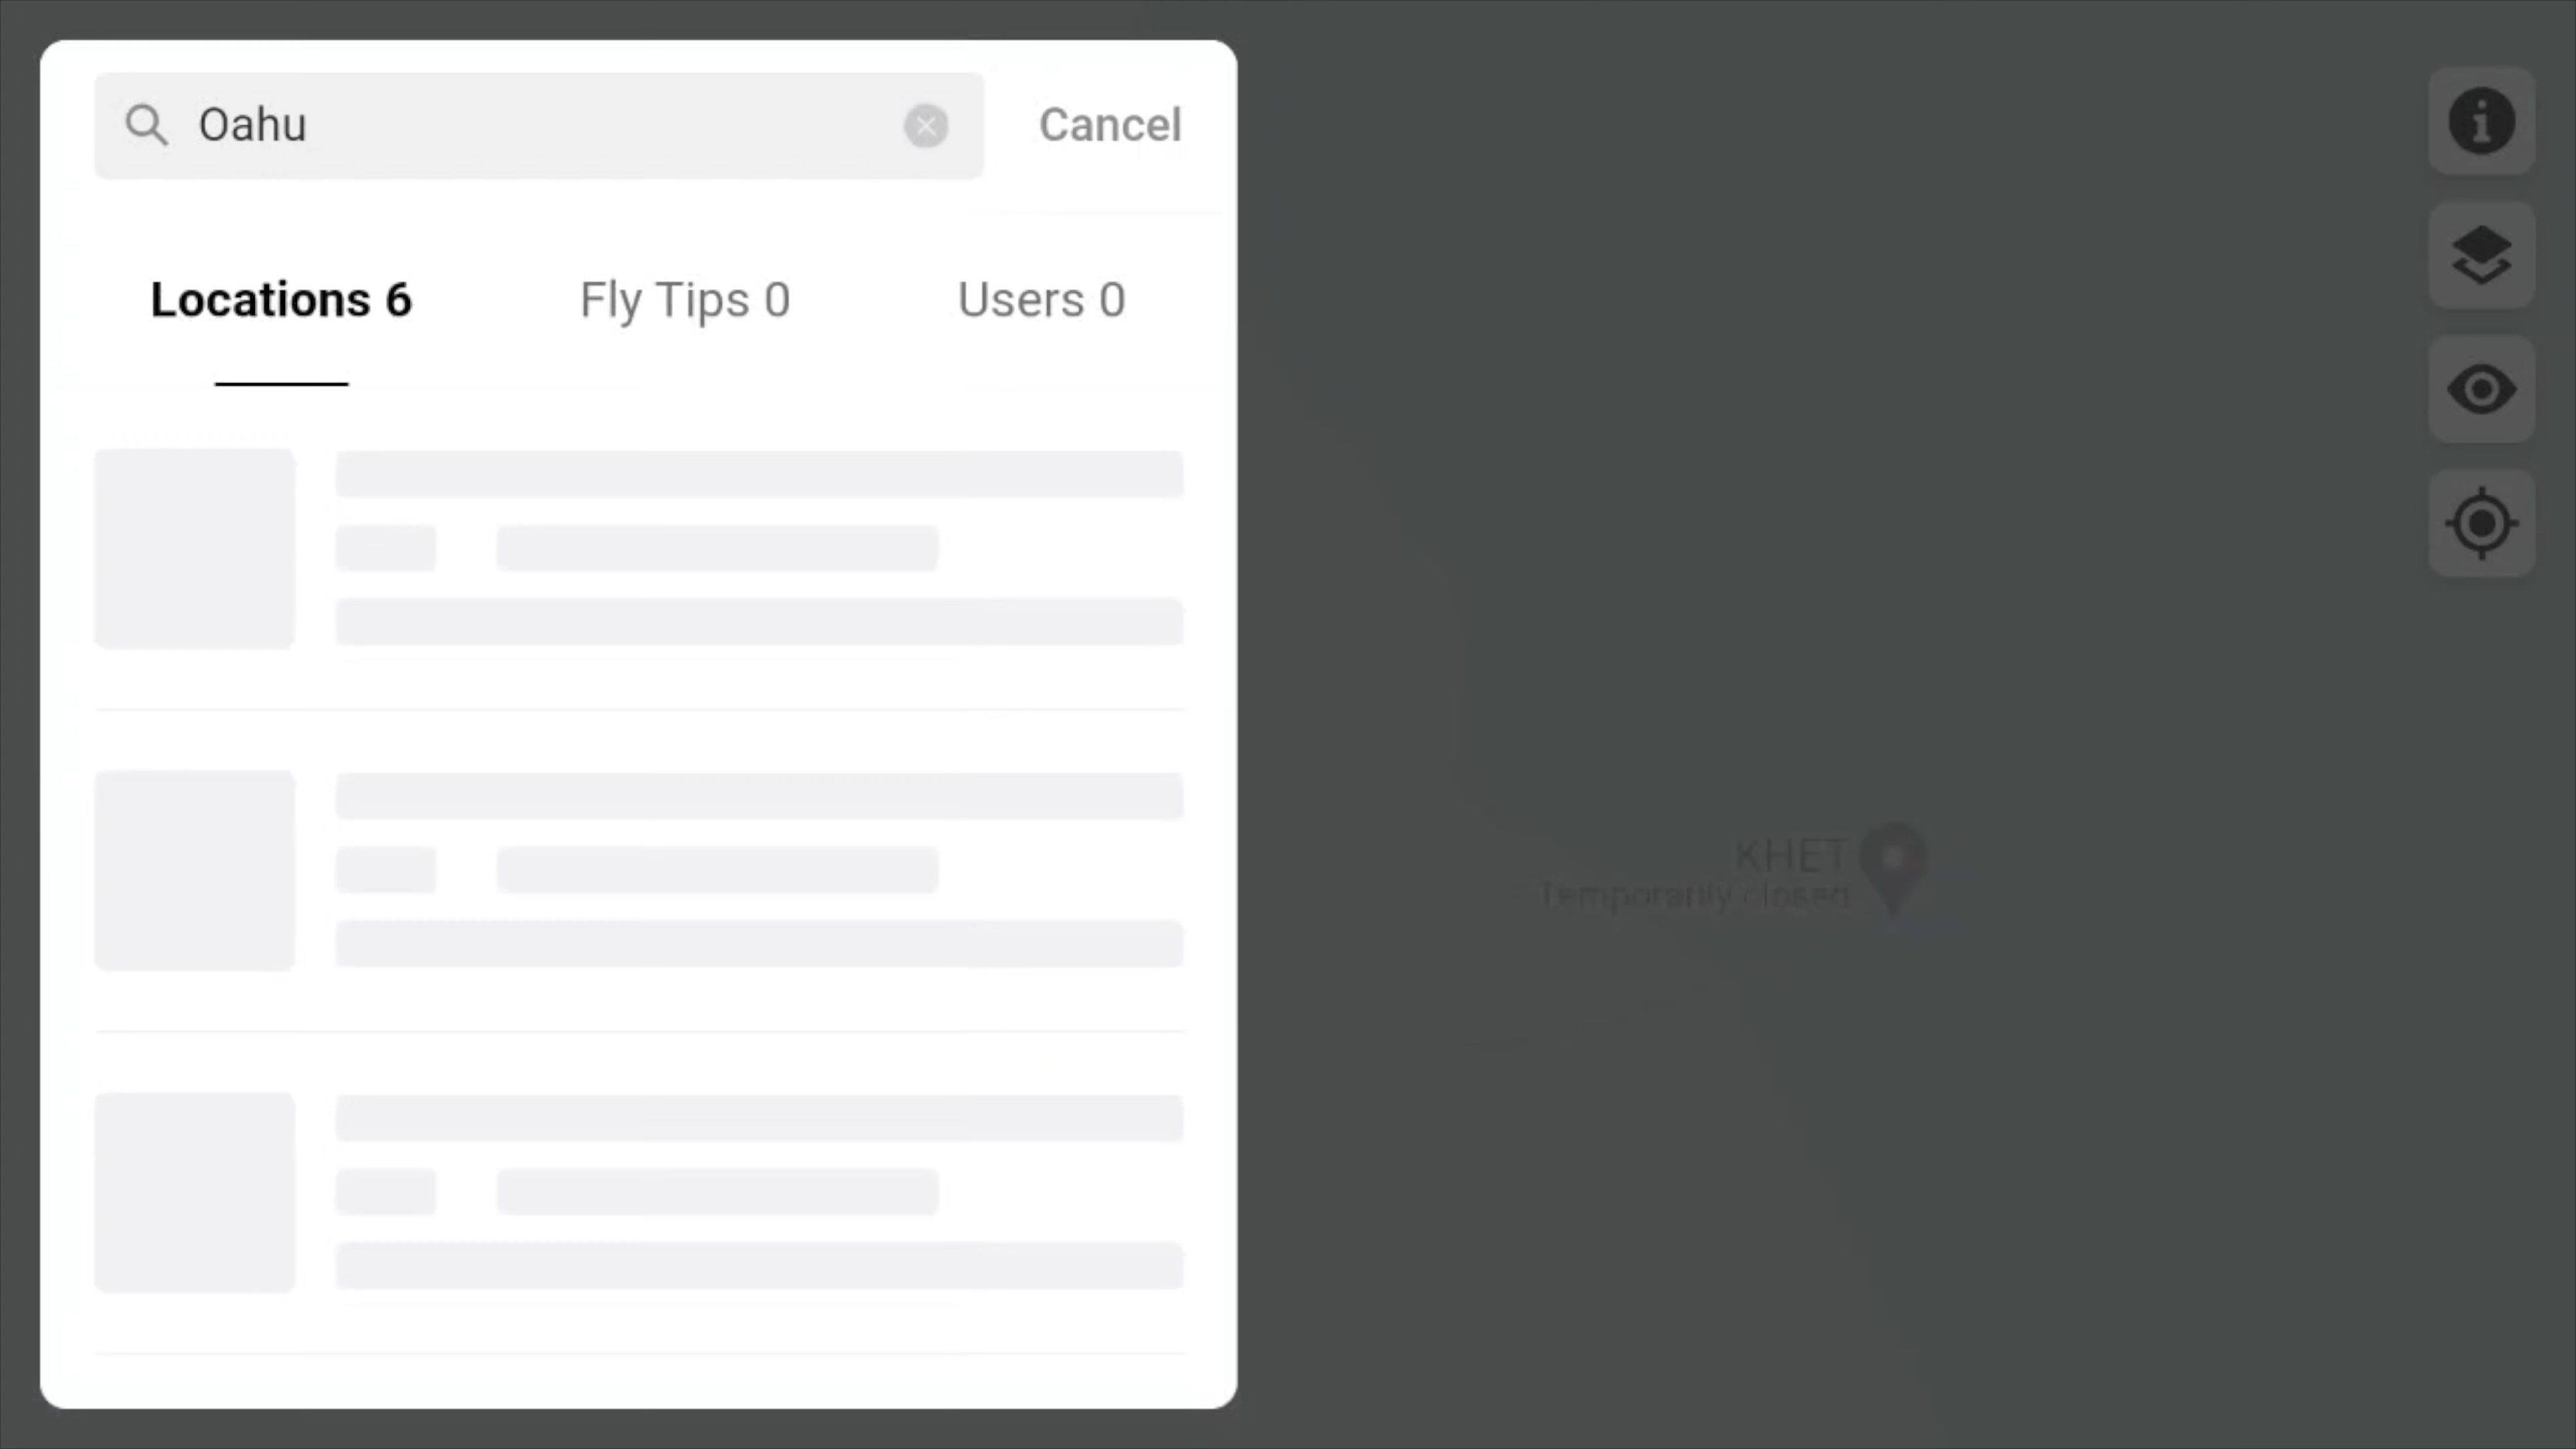 Oahu
Cancel
Locations 6
Fly Tips 0
Users 0
KHET
Temporarily closed